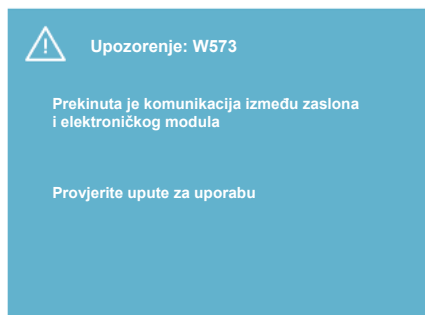 Upozorenje: W573
Prekinuta je komunikacija između zaslona
i elektroničkog modula
Provjerite upute za uporabu